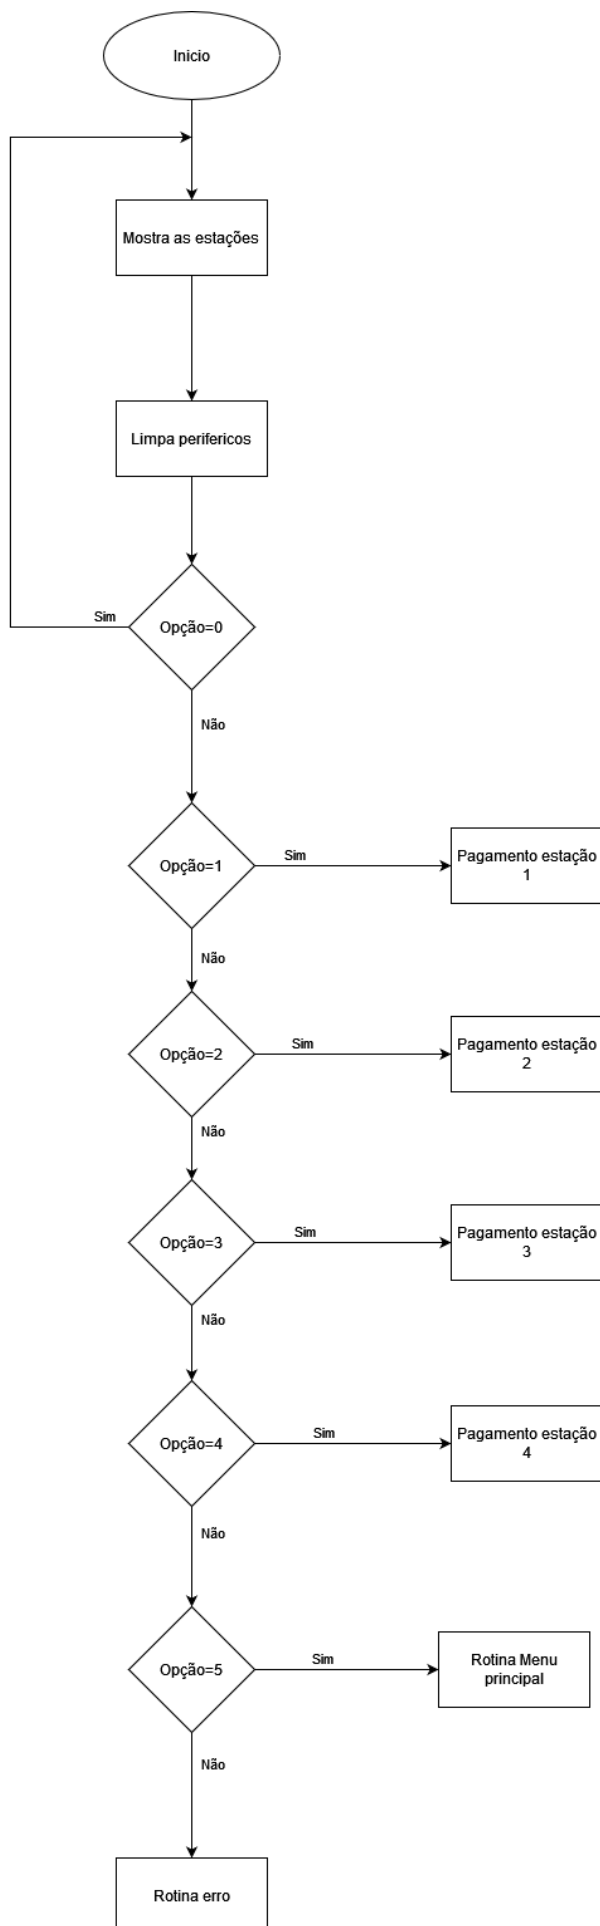 Inicio
Mostra as estações
Limpa perifericos
Opção=0
Sim
Não
Opção=1
Sim
Pagamento estação
1
Não
Opção=2
Sim
Pagamento estação
2
Não
Opção=3
Sim
Pagamento estação
3
Não
Opção=4
Sim
Pagamento estação
4
Não
Opção=5
Sim
Rotina Menu
principal
Não
Rotina erro